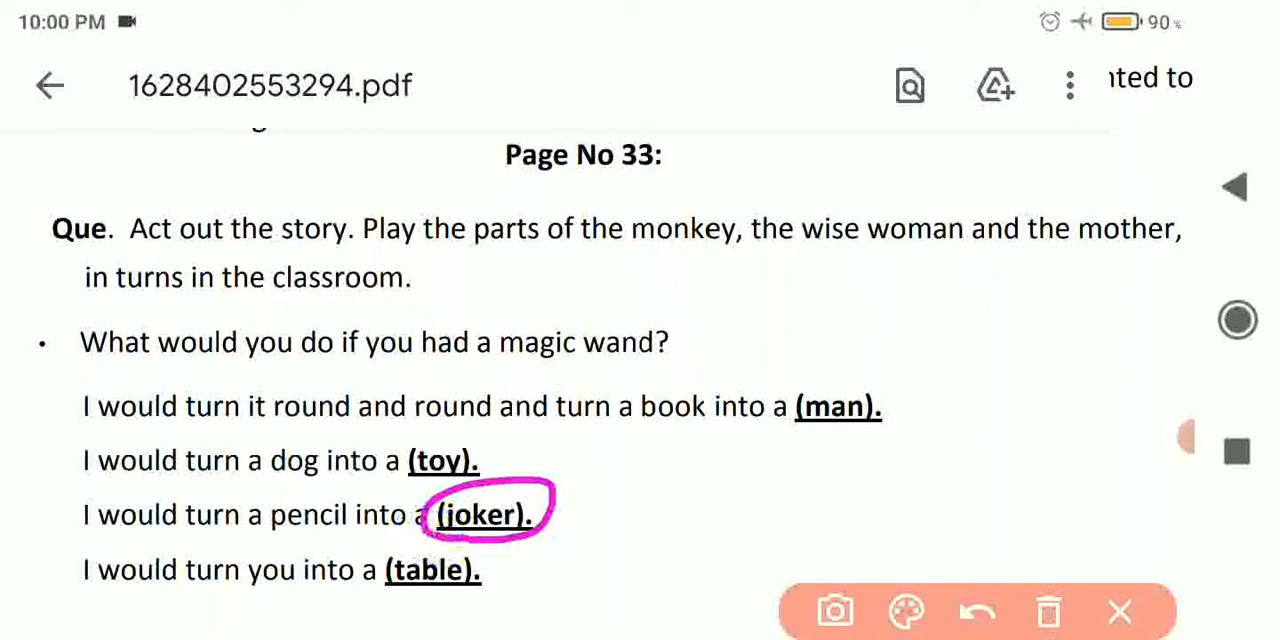 10:00 PM
90%
1628402553294.pdf
nted to
Page No 33:
Que. Act out the story. Play the parts of the monkey, the wise woman and the mother,
in turns in the classroom.
• What would you do if you had a magic wand?
I would turn it round and round and turn a book into a (man).
I would turn a dog into a (toy).
I would turn a pencil into a (joker).
I would turn you into a (table).